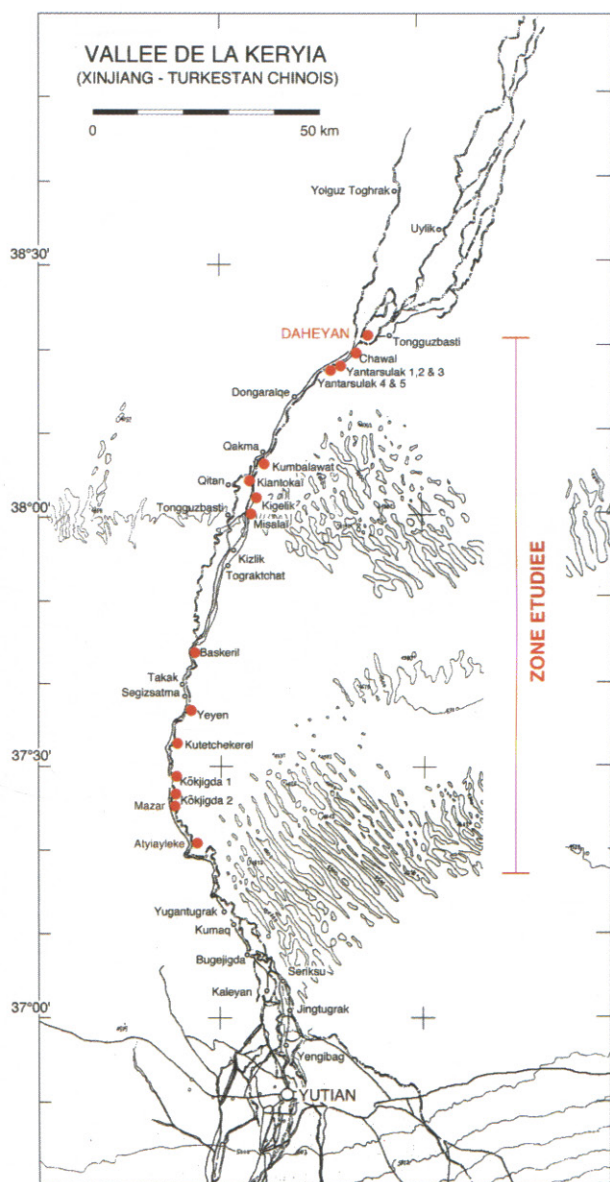 VALLEE DE LA KERYIA
(XINJIANG - TURKESTAN CHINOIS)
0 50 km
Yolguz Toghrak
Uylik
38°30'
DAHEYAN
Tongguzbasti
Chawal
Yantarsulak 1,2 & 3
Yantarsulak 4 & 5
Dongaralqe
Qakma
Kumbalawat
Qitan
Kiantokai
Kigelik
38°00'
Tongguzbasti
Misalai
Kizlik
Tograktchat
ZONE ETUDIEE
Baskeril
Takak
Segizsatma
Yeyen
Kutetchekerel
37°30'
Kökjigda 1
Kökjigda 2
Mazar
Atyiayleke
Yugantugrak
Kumaq
Bugejigda
Seriksu
Kaleyan
Jingtugrak
37°00'
Yengibag
YUTIAN